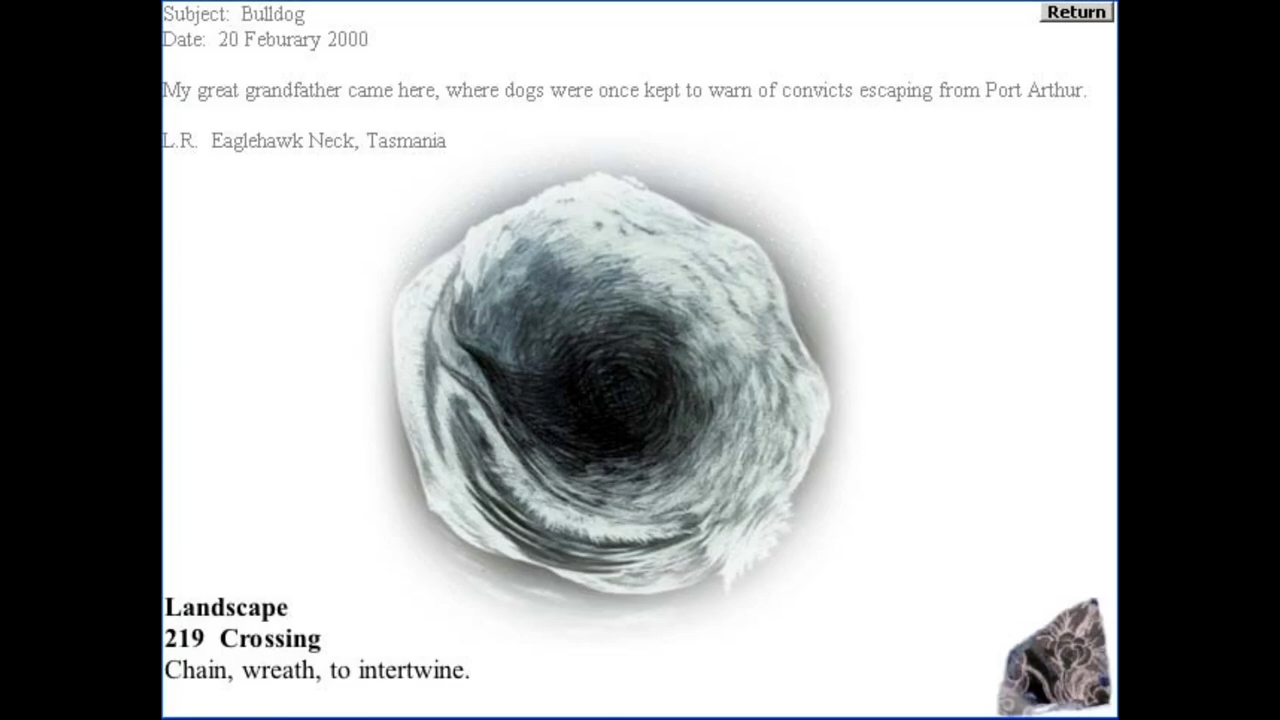 Subject: Bulldog
Return
Date: 20 Feburary 2000
My great grandfather came here, where dogs were once kept to warn of convicts escaping from Port Arthur.
L.R. Eaglehawk Neck, Tasmania
Landscape
219 Crossing
Chain, wreath, to intertwine.